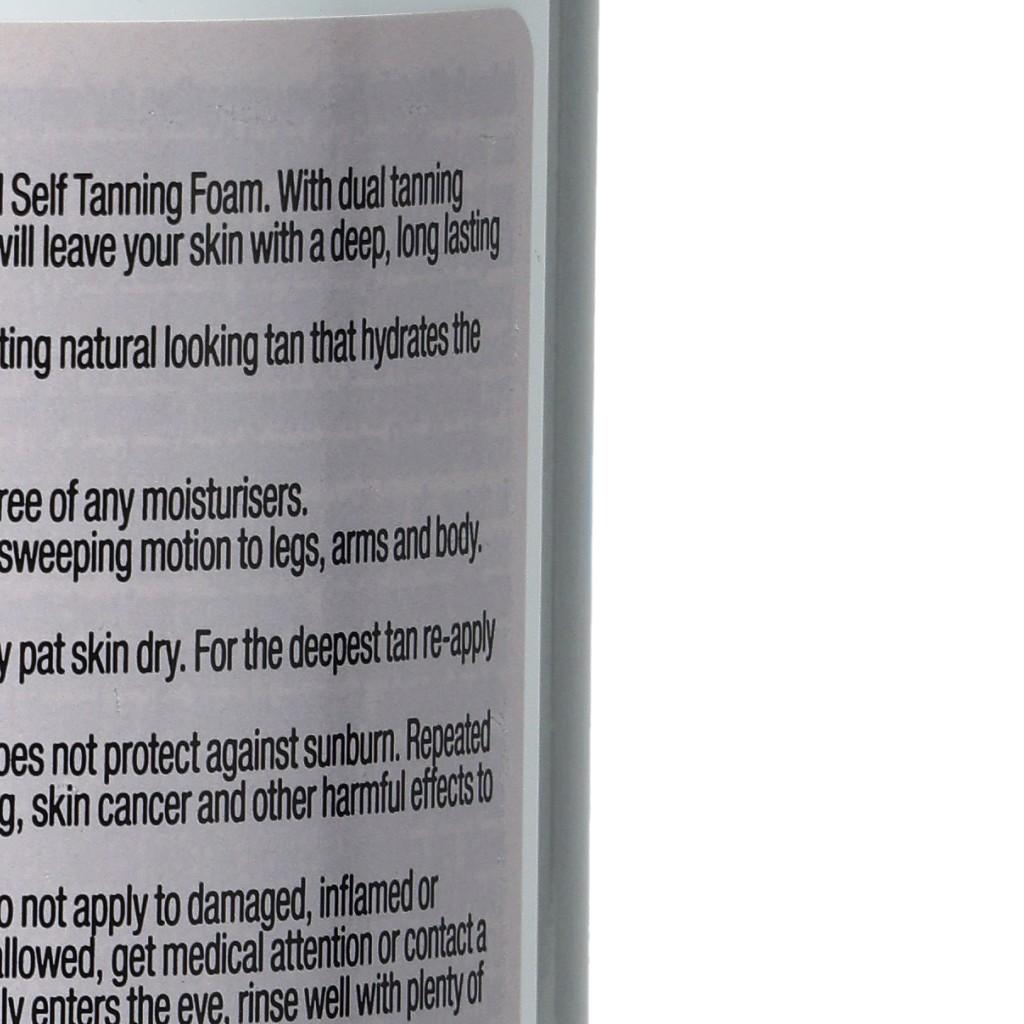 Self Tanning Foam. With dual tanning
will leave your skin with a deep, long lasting
ting natural looking tan that hydrates the
ree of any moisturisers.
sweeping motion to legs, arms and body.
y pat skin dry. For the deepest tan re-apply
oes not protect against sunburn. Repeated
g, skin cancer and other harmful effects to
o not apply to damaged, inflamed or
allowed, get medical attention or contact a
ly enters the eye, rinse well with plenty of